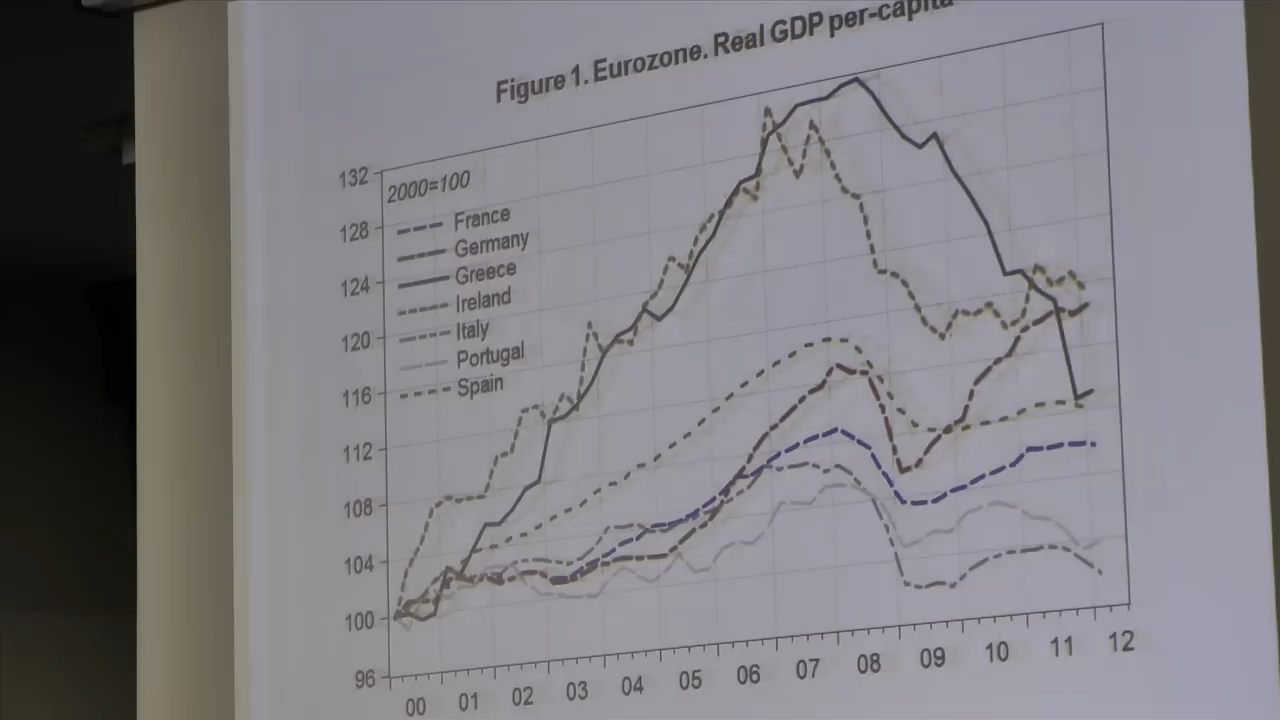 Figure 1. Eurozone. Real GDP per-capita
2000=100
France
Germany
Greece
Ireland
Italy
Portugal
Spain
132
128
124
120
116
112
108
104
100
96
00 01 02 03 04 05 06 07 08 09 10 11 12